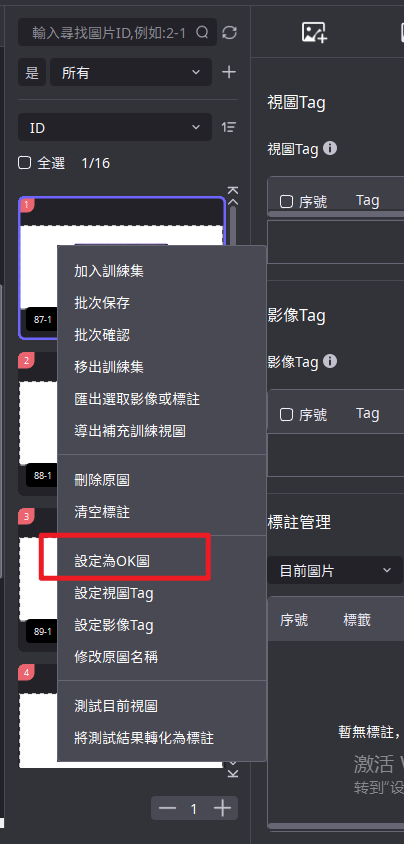 輸入尋找圖片ID,例如:2-1
是
所有
ID
全選
1/16
1
87-1
2
88-1
3
89-1
4
加入訓練集
批次保存
批次確認
移出訓練集
匯出選取影像或標註
導出補充訓練視圖
刪除原圖
清空標註
設定為OK圖
設定視圖Tag
設定影像Tag
修改原圖名稱
測試目前視圖
將測試結果轉化為標註
1
視圖Tag
視圖Tag
序號
Tag
影像Tag
影像Tag
序號
Tag
標註管理
目前圖片
序號
標籤
暫無標註,
激活
转到"设